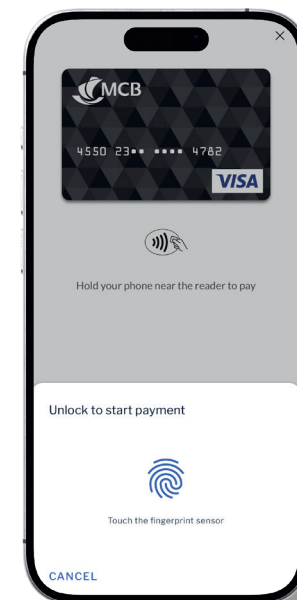 MCB
4550 23•• •••• 4782
VISA
Hold your phone near the reader to pay
Unlock to start payment
Touch the fingerprint sensor
CANCEL